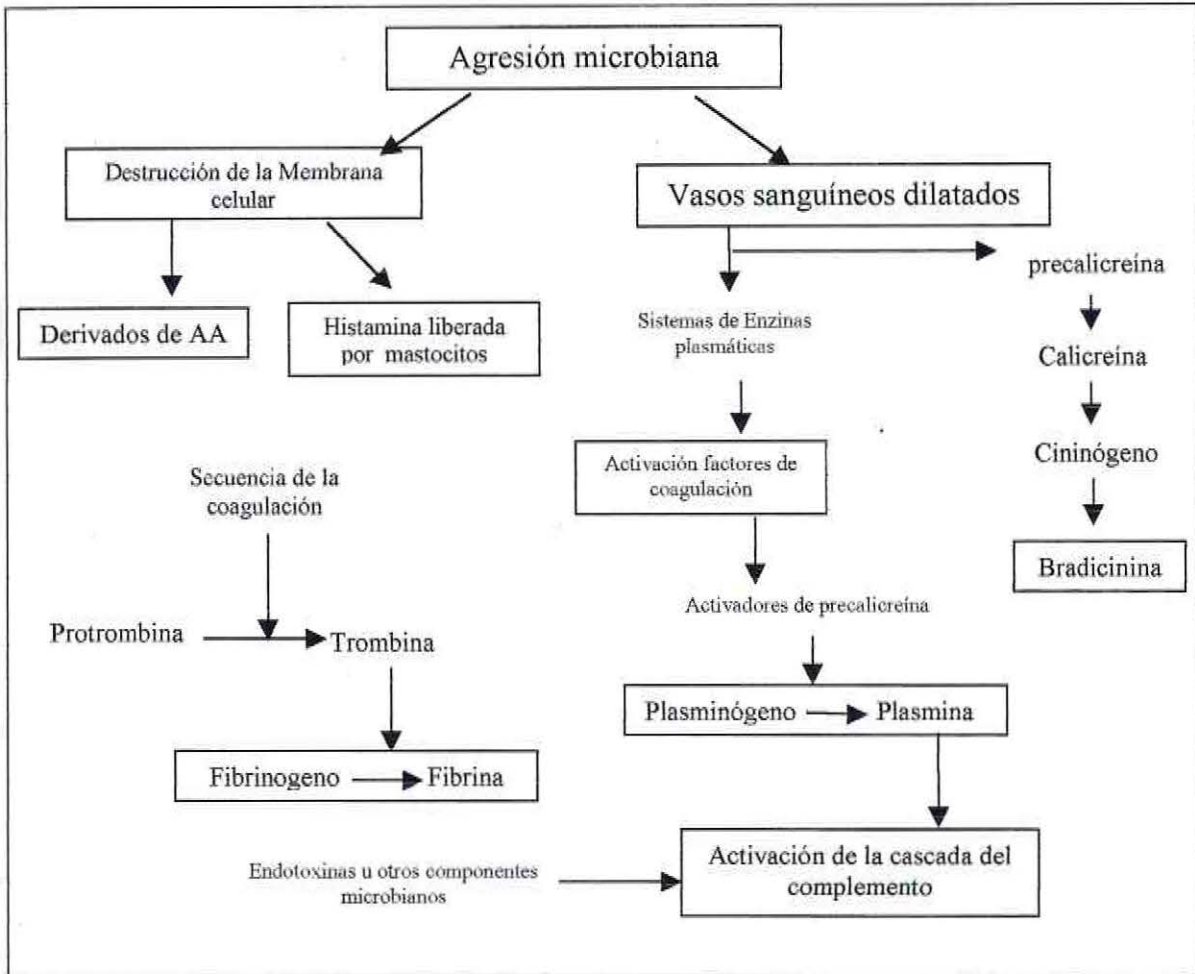 Agresión microbiana
Destrucción de la Membrana
celular
Vasos sanguíneos dilatados
precalicreína
Derivados de AA
Histamina liberada
por mastocitos
Sistemas de Enzinas
plasmáticas
Calicreína
Cininógeno
Activación factores de
coagulación
Secuencia de la
coagulación
Bradicinina
Activadores de precalicreína
Protrombina
Trombina
Plasminógeno
Plasmina
Fibrinogeno
Fibrina
Activación de la cascada del
complemento
Endotoxinas u otros componentes
microbianos